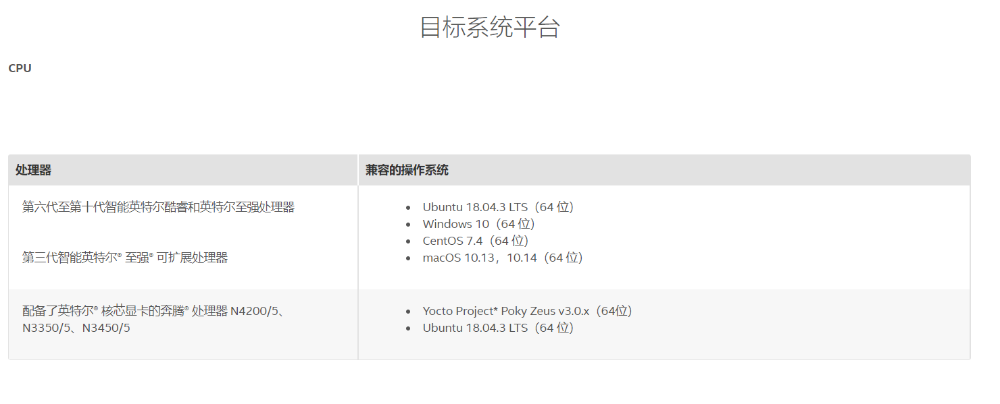 目标系统平台
CPU
处理器
兼容的操作系统
第六代至第十代智能英特尔酷睿和英特尔至强处理器
第三代智能英特尔® 至强® 可扩展处理器
• Ubuntu 18.04.3 LTS（64 位）
• Windows 10（64 位）
• CentOS 7.4（64 位）
• macOS 10.13，10.14（64 位）
配备了英特尔® 核芯显卡的奔腾® 处理器 N4200/5、
N3350/5、N3450/5
• Yocto Project* Poky Zeus v3.0.x（64位）
• Ubuntu 18.04.3 LTS（64 位）